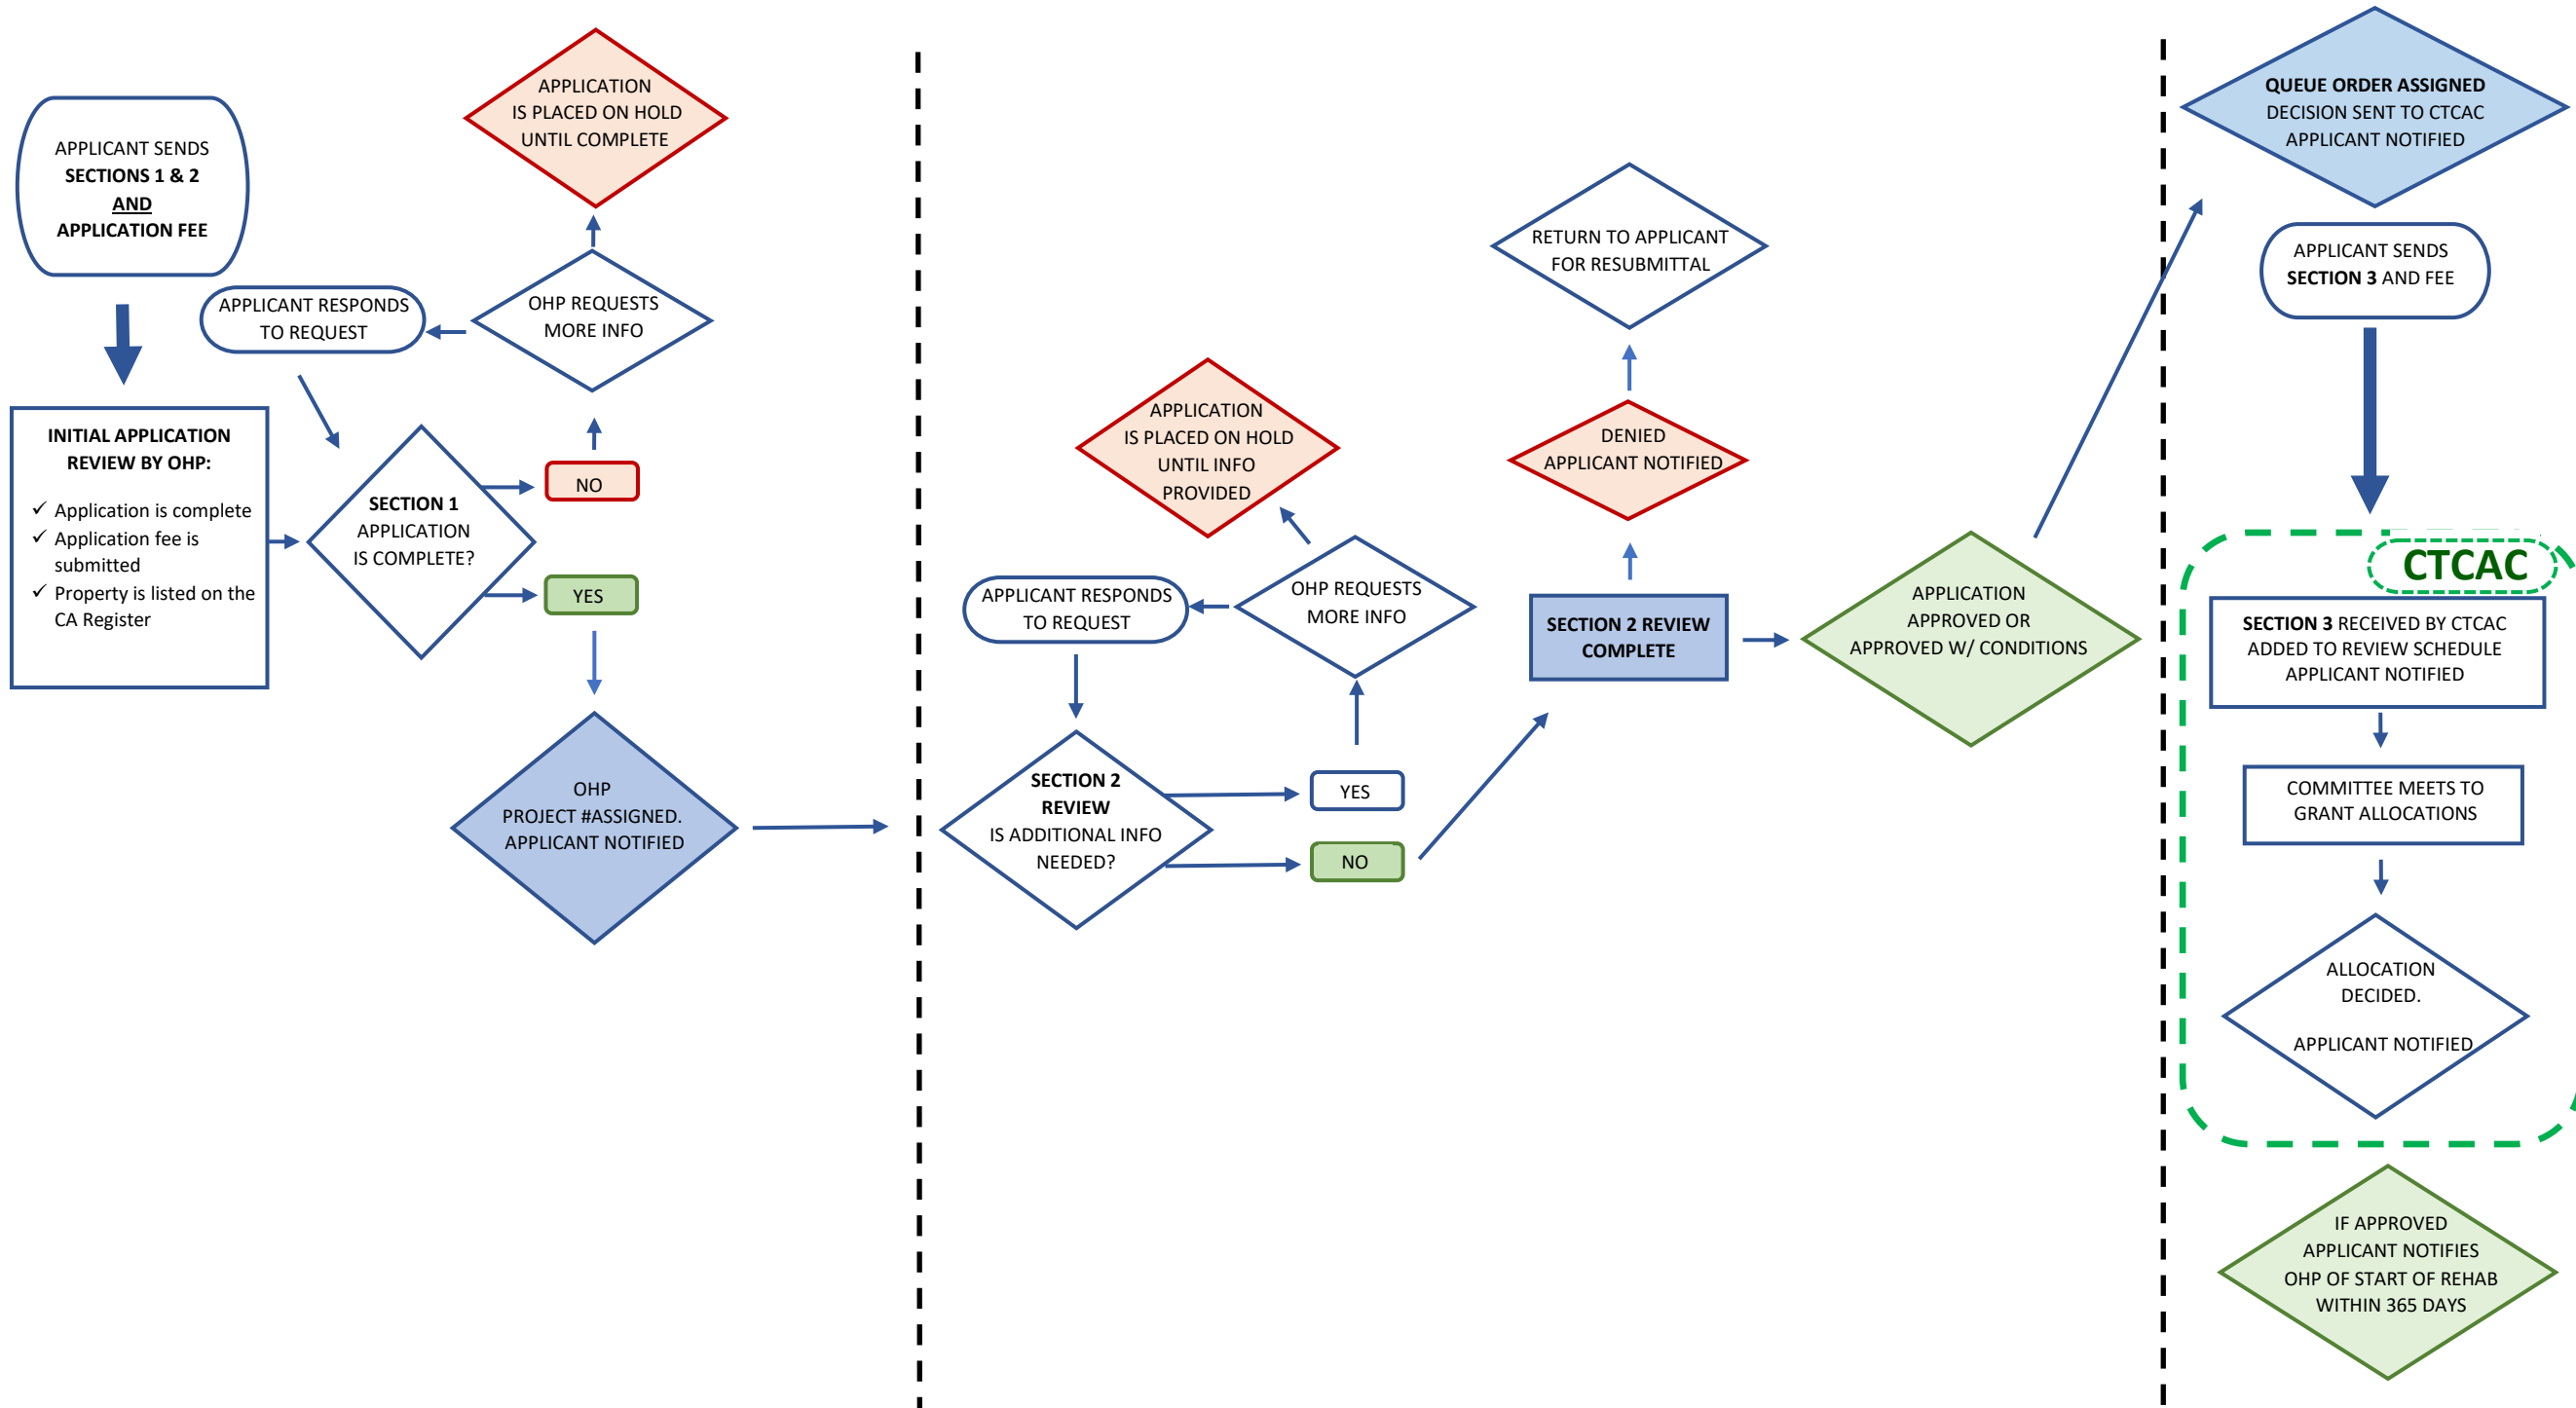 APPLICANT SENDS
SECTIONS 1 & 2
AND
APPLICATION FEE
INITIAL APPLICATION
REVIEW BY OHP:
✓ Application is complete
✓ Application fee is
submitted
✓ Property is listed on the
CA Register
APPLICATION
IS PLACED ON HOLD
UNTIL COMPLETE
OHP REQUESTS
MORE INFO
APPLICANT RESPONDS
TO REQUEST
SECTION 1
APPLICATION
IS COMPLETE?
NO
YES
OHP
PROJECT #ASSIGNED.
APPLICANT NOTIFIED
APPLICATION
IS PLACED ON HOLD
UNTIL INFO
PROVIDED
OHP REQUESTS
MORE INFO
APPLICANT RESPONDS
TO REQUEST
SECTION 2
REVIEW
IS ADDITIONAL INFO
NEEDED?
YES
NO
RETURN TO APPLICANT
FOR RESUBMITTAL
DENIED
APPLICANT NOTIFIED
SECTION 2 REVIEW
COMPLETE
APPLICATION
APPROVED OR
APPROVED W/ CONDITIONS
QUEUE ORDER ASSIGNED
DECISION SENT TO CTCAC
APPLICANT NOTIFIED
APPLICANT SENDS
SECTION 3 AND FEE
CTCAC
SECTION 3 RECEIVED BY CTCAC
ADDED TO REVIEW SCHEDULE
APPLICANT NOTIFIED
COMMITTEE MEETS TO
GRANT ALLOCATIONS
ALLOCATION
DECIDED.
APPLICANT NOTIFIED
IF APPROVED
APPLICANT NOTIFIES
OHP OF START OF REHAB
WITHIN 365 DAYS